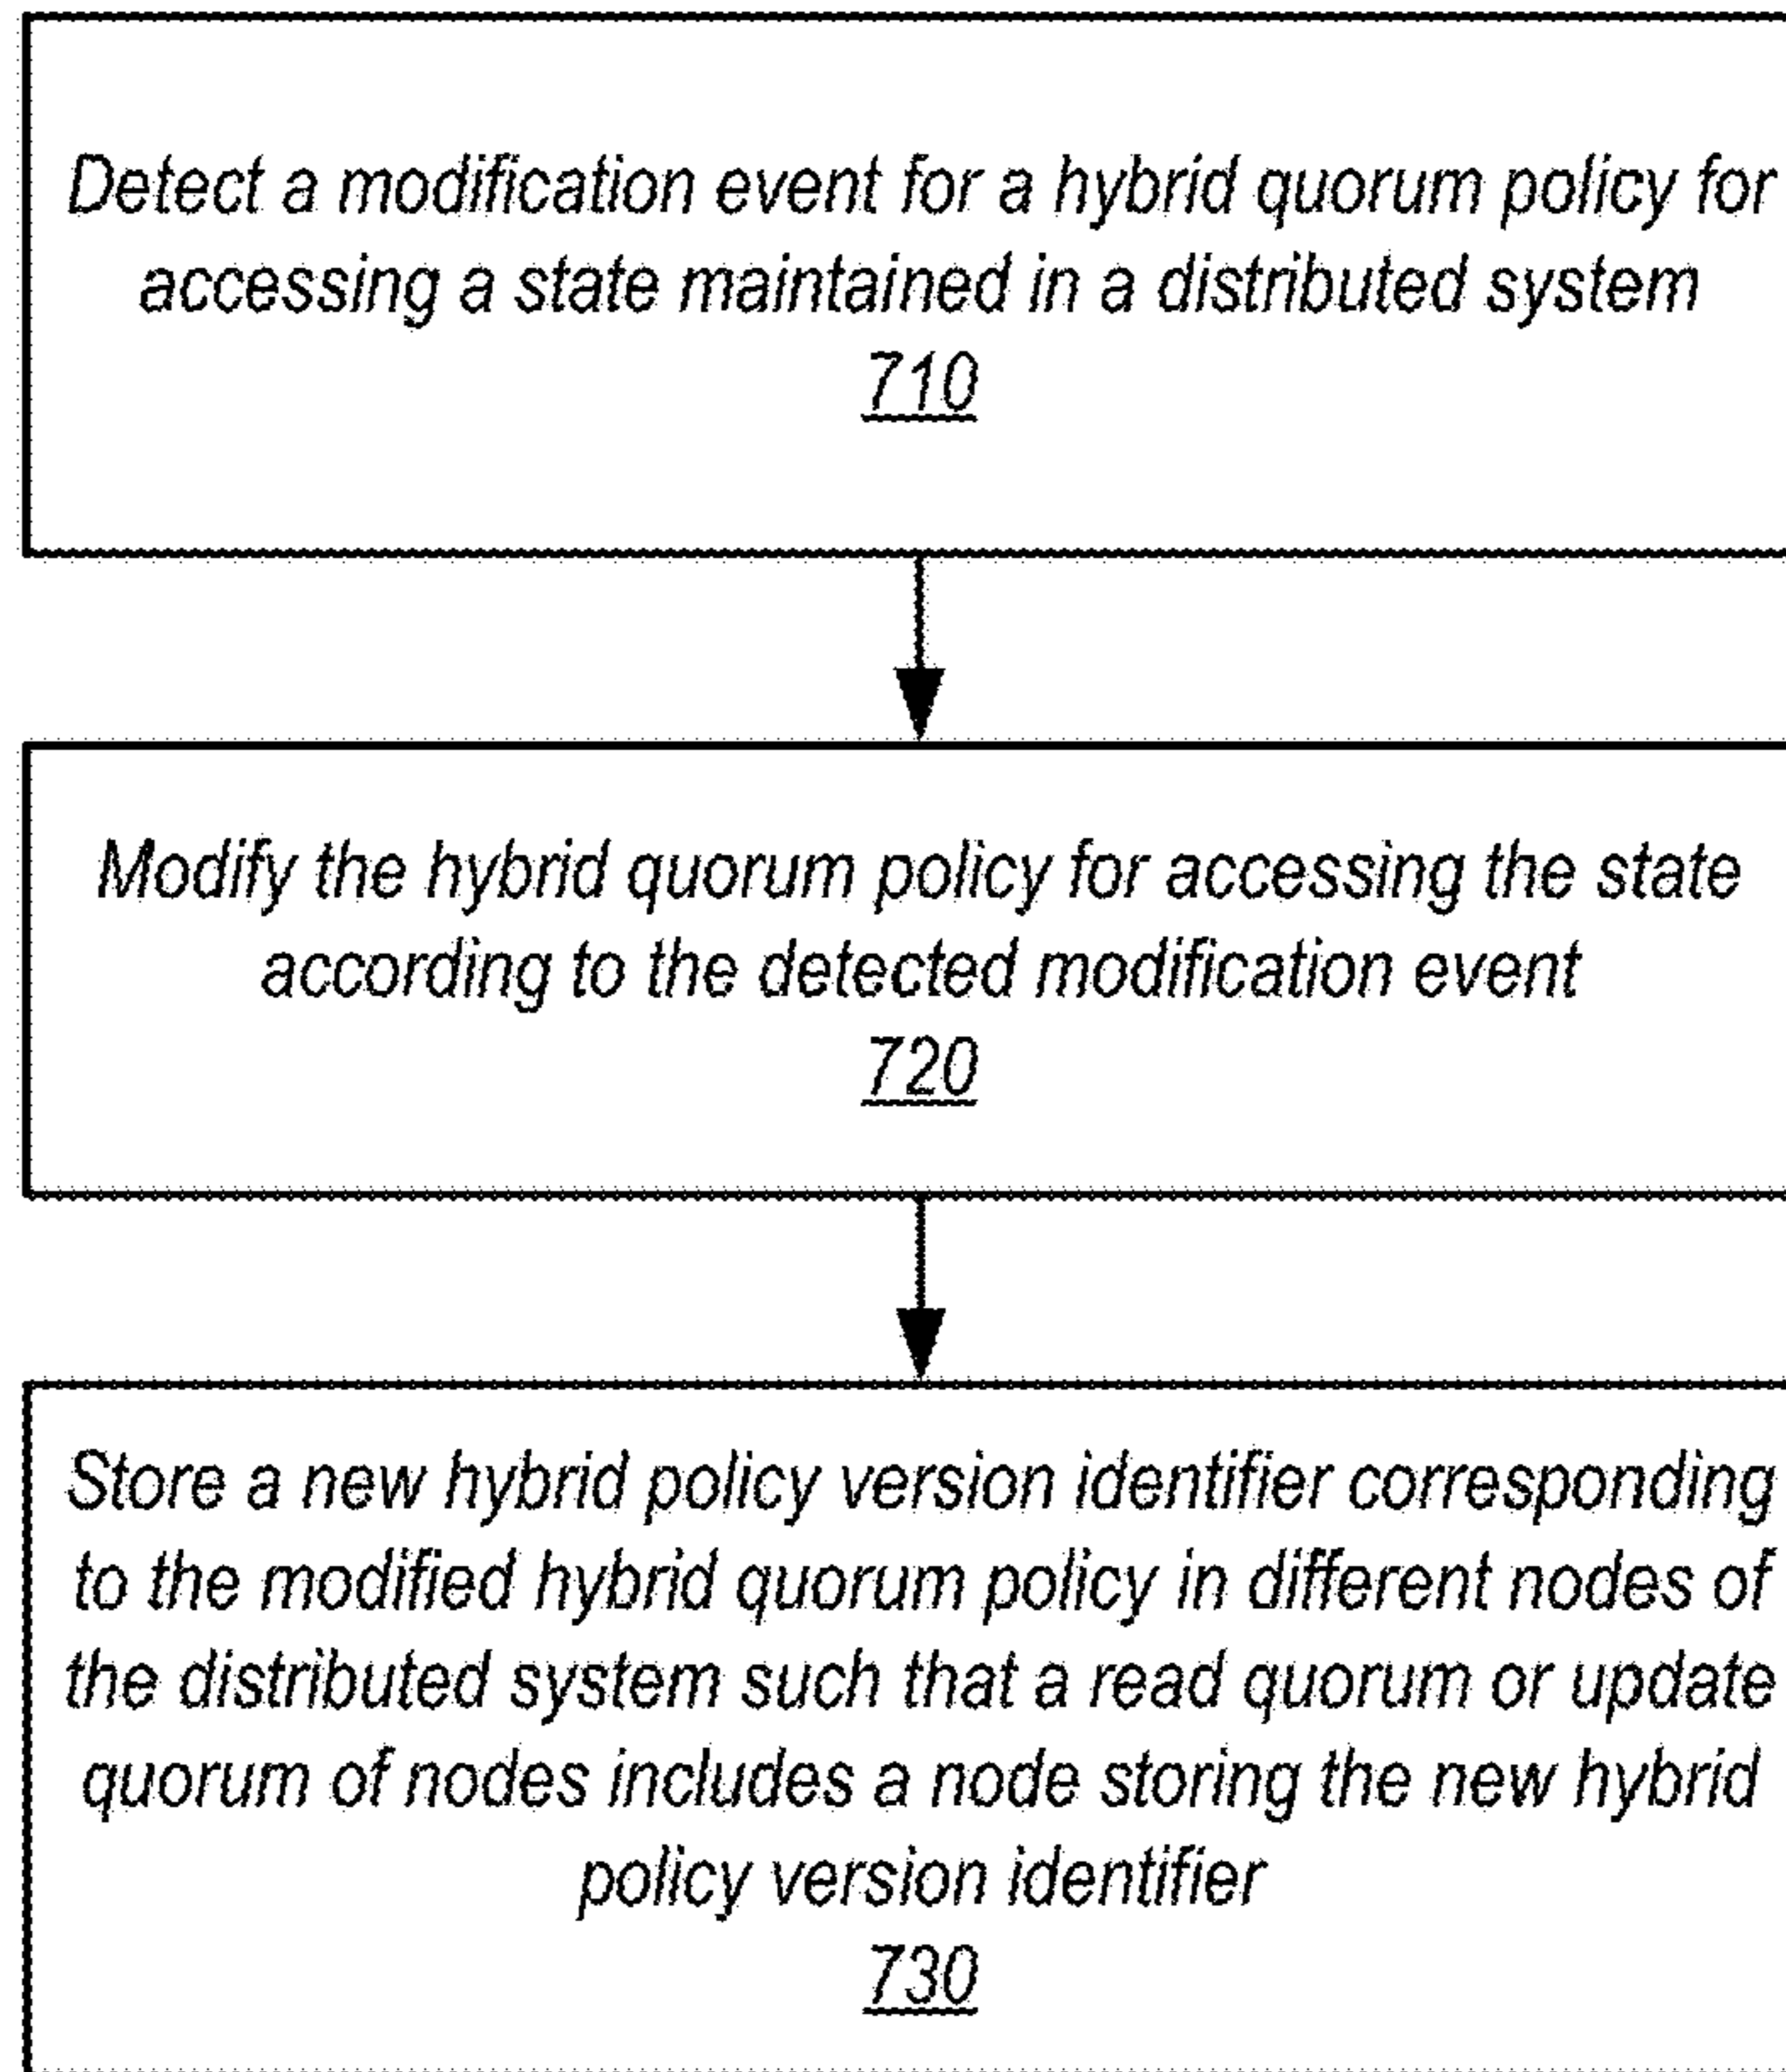 Detect a modification event for a hybrid quorum policy for
accessing a state maintained in a distributed system
710
Modify the hybrid quorum policy for accessing the state
according to the detected modification event
720
Store a new hybrid policy version identifier corresponding
to the modified hybrid quorum policy in different nodes of
the distributed system such that a read quorum or update
quorum of nodes includes a node storing the new hybrid
policy version identifier
730